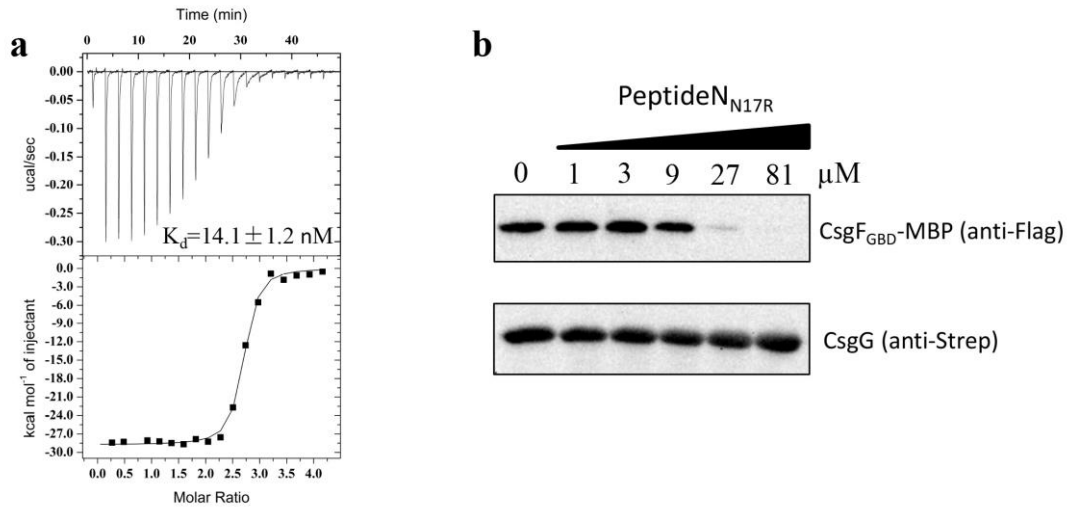 a
Time (min)
0 10 20 30 40
0.00
-0.05
-0.10
-0.15
-0.20
-0.25
-0.30
ucal/sec
K_d=14.1±1.2 nM
0.0
-3.0
-6.0
-9.0
-12.0
-15.0
-18.0
-21.0
-24.0
-27.0
-30.0
kcal mol⁻¹ of injectant
0.0 0.5 1.0 1.5 2.0 2.5 3.0 3.5 4.0
Molar Ratio
b
PeptideN_N17R
0 1 3 9 27 81 μM
CsgF_GBD-MBP (anti-Flag)
CsgG (anti-Strep)